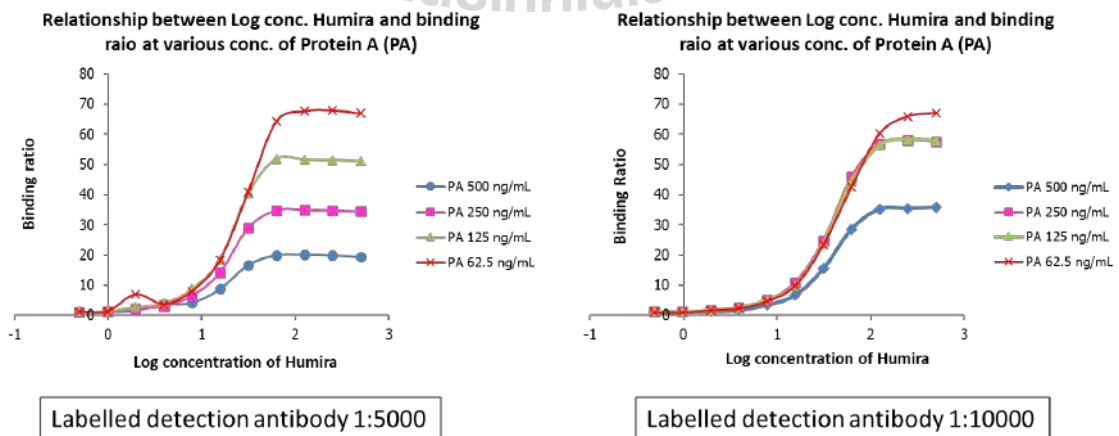 Relationship between Log conc. Humira and binding
raio at various conc. of Protein A (PA)
80
70
60
50
40
30
20
10
0
-1
0
1
2
3
Binding ratio
Log concentration of Humira
PA 500 ng/mL
PA 250 ng/mL
PA 125 ng/mL
PA 62.5 ng/mL
Labelled detection antibody 1:5000
Relationship between Log conc. Humira and binding
raio at various conc. of Protein A (PA)
80
70
60
50
40
30
20
10
0
-1
0
1
2
3
Binding Ratio
Log concentration of Humira
PA 500 ng/mL
PA 250 ng/mL
PA 125 ng/mL
PA 62.5 ng/mL
Labelled detection antibody 1:10000